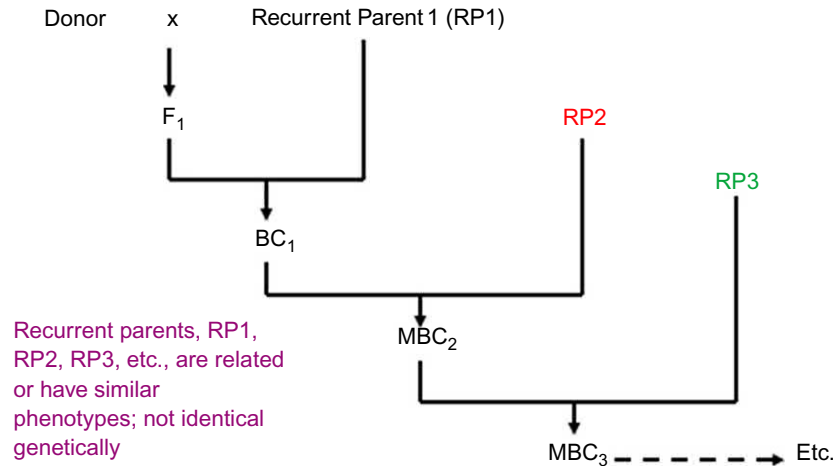 Donor x Recurrent Parent 1 (RP1)
F1
RP2
RP3
BC1
Recurrent parents, RP1,
RP2, RP3, etc., are related
or have similar
phenotypes; not identical
genetically
MBC2
MBC3
Etc.